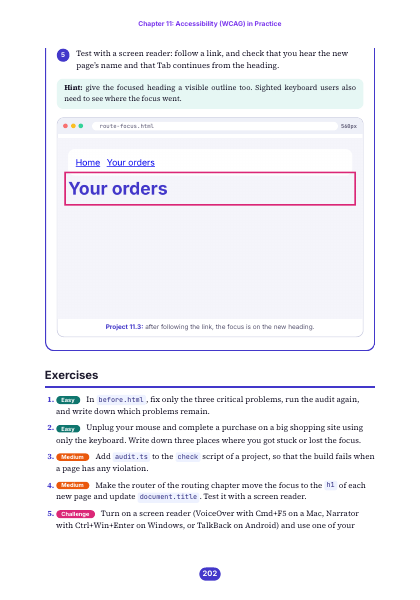 Chapter 11: Accessibility (WCAG) in Practice
5 Test with a screen reader: follow a link, and check that you hear the new
page's name and that Tab continues from the heading.
Hint: give the focused heading a visible outline too. Sighted keyboard users also
need to see where the focus went.
route-focus.html 560px
Home Your orders
Your orders
Project 11.3: after following the link, the focus is on the new heading.
Exercises
1. Easy In before.html, fix only the three critical problems, run the audit again,
and write down which problems remain.
2. Easy Unplug your mouse and complete a purchase on a big shopping site using
only the keyboard. Write down three places where you got stuck or lost the focus.
3. Medium Add audit.ts to the check script of a project, so that the build fails when
a page has any violation.
4. Medium Make the router of the routing chapter move the focus to the h1 of each
new page and update document.title. Test it with a screen reader.
5. Challenge Turn on a screen reader (VoiceOver with Cmd+F5 on a Mac, Narrator
with Ctrl+Win+Enter on Windows, or TalkBack on Android) and use one of your
202